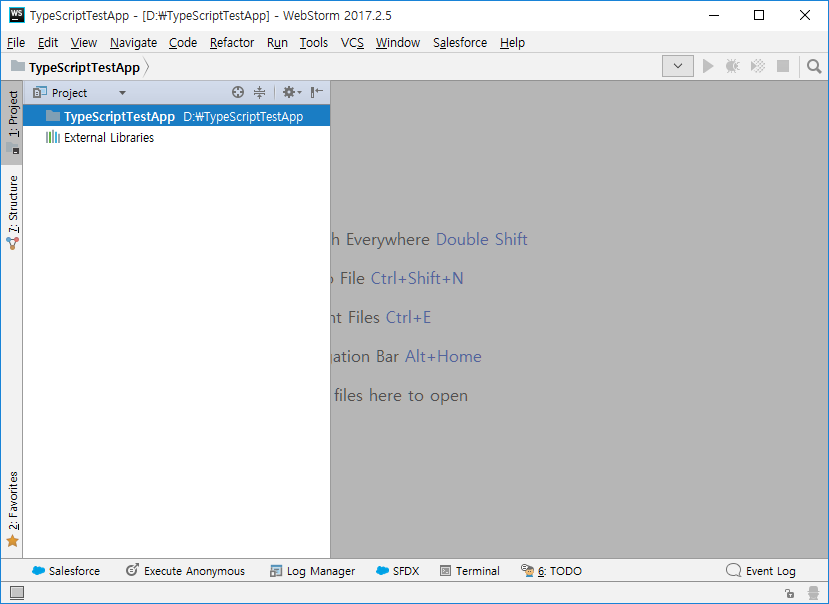 WS TypeScriptTestApp - [D:₩TypeScriptTestApp] - WebStorm 2017.2.5
File Edit View Navigate Code Refactor Run Tools VCS Window Salesforce Help
TypeScriptTestApp
Project
TypeScriptTestApp D:₩TypeScriptTestApp
External Libraries
1: Project
7: Structure
2: Favorites
h Everywhere Double Shift
o File Ctrl+Shift+N
nt Files Ctrl+E
gation Bar Alt+Home
files here to open
Salesforce Execute Anonymous Log Manager SFDX Terminal 6: TODO Event Log